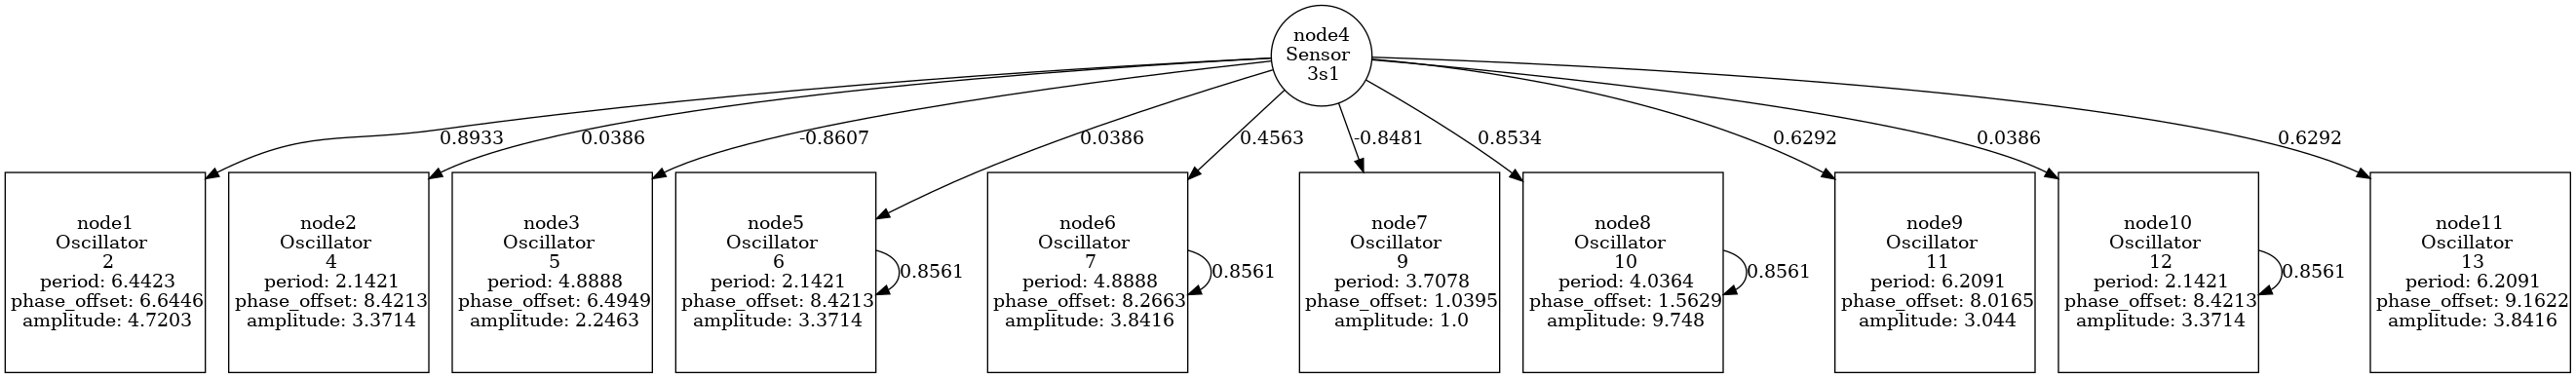 node4
Sensor
3s1
0.8933
0.0386
-0.8607
0.0386
0.4563
-0.8481
0.8534
0.6292
0.0386
0.6292
node1
Oscillator
2
period: 6.4423
phase_offset: 6.6446
amplitude: 4.7203
node2
Oscillator
4
period: 2.1421
phase_offset: 8.4213
amplitude: 3.3714
node3
Oscillator
5
period: 4.8888
phase_offset: 6.4949
amplitude: 2.2463
node5
Oscillator
6
period: 2.1421
phase_offset: 8.4213
amplitude: 3.3714
0.8561
node6
Oscillator
7
period: 4.8888
phase_offset: 8.2663
amplitude: 3.8416
0.8561
node7
Oscillator
9
period: 3.7078
phase_offset: 1.0395
amplitude: 1.0
node8
Oscillator
10
period: 4.0364
phase_offset: 1.5629
amplitude: 9.748
0.8561
node9
Oscillator
11
period: 6.2091
phase_offset: 8.0165
amplitude: 3.044
node10
Oscillator
12
period: 2.1421
phase_offset: 8.4213
amplitude: 3.3714
0.8561
node11
Oscillator
13
period: 6.2091
phase_offset: 9.1622
amplitude: 3.8416